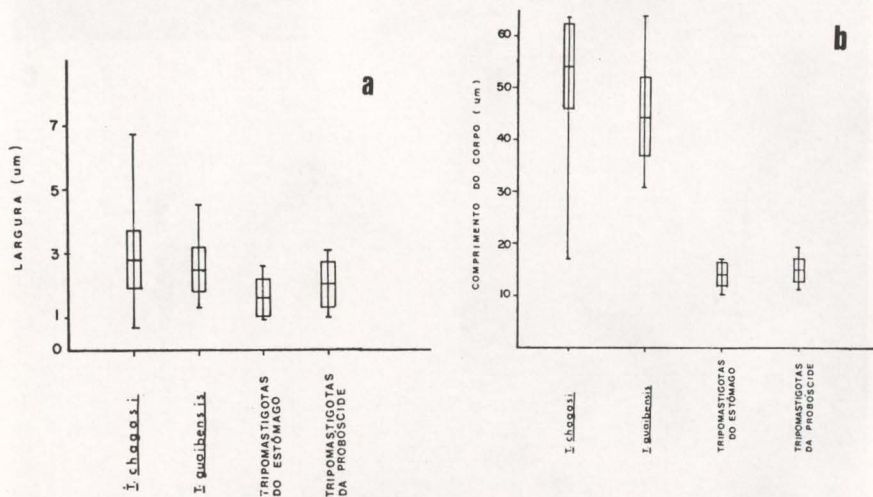 a
LARGURA (um)
7
5
3
1
0
T. chagasi
T. guaibensis
TRIPOMASTIGOTAS
DO ESTÔMAGO
TRIPOMASTIGOTAS
DA PROBÓSCIDE
b
COMPRIMENTO DO CORPO (um)
60
50
40
30
20
10
T. chagasi
T. guaibensis
TRIPOMASTIGOTAS
DO ESTÔMAGO
TRIPOMASTIGOTAS
DA PROBÓSCIDE